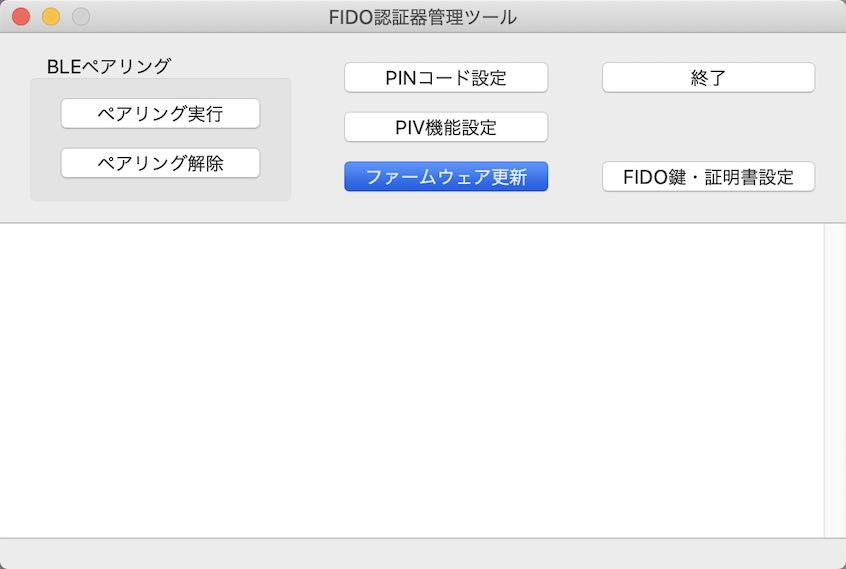 FIDO認証器管理ツール
BLEペアリング
ペアリング実行
ペアリング解除
PINコード設定
PIV機能設定
ファームウェア更新
終了
FIDO鍵・証明書設定